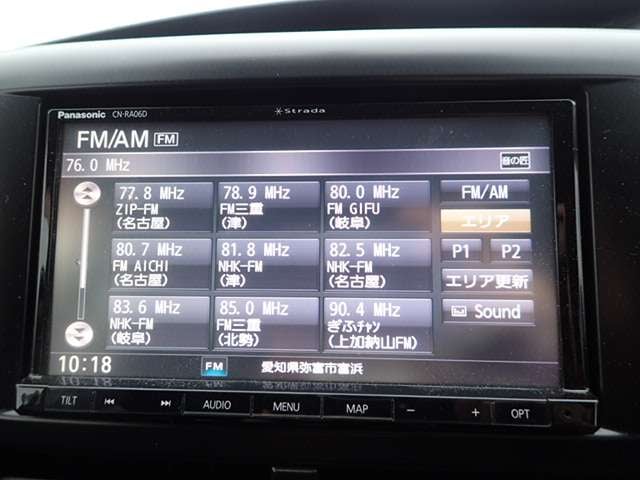 Panasonic CN-RA06D Strada
FM/AM FM
76.0 MHz 音の匠
77.8 MHz
ZIP-FM
(名古屋)
78.9 MHz
FM三重
(津)
80.0 MHz
FM GIFU
(岐阜)
FM/AM
エリア
80.7 MHz
FM AICHI
(名古屋)
81.8 MHz
NHK-FM
(津)
82.5 MHz
NHK-FM
(名古屋)
P1 P2
エリア更新
83.6 MHz
NHK-FM
(岐阜)
85.0 MHz
FM三重
(北勢)
90.4 MHz
ぎふチャン
(上加納山FM)
Sound
10:18 FM 愛知県弥富市富浜
TILT AUDIO MENU MAP − + OPT